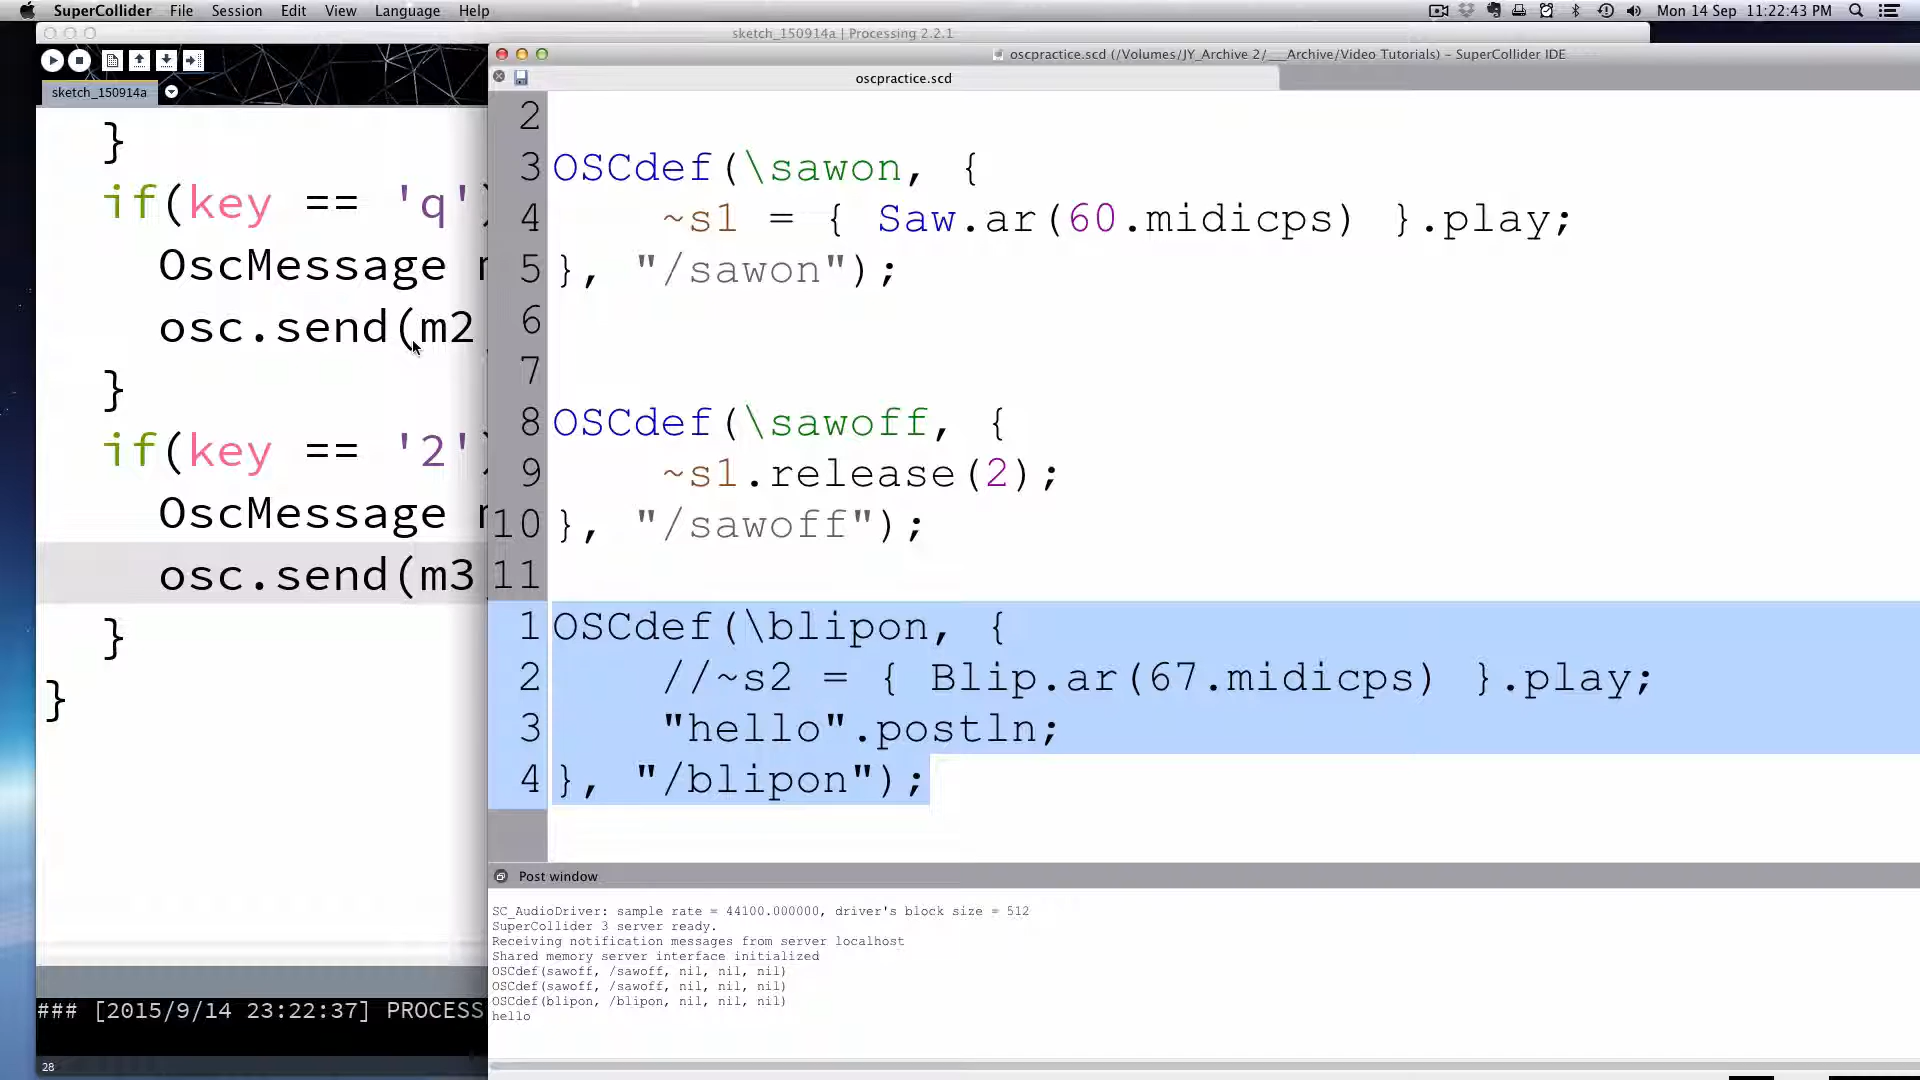 SuperCollider File Session Edit View Language Help
Mon 14 Sep 11:22:43 PM
sketch_150914a | Processing 2.2.1
oscpractice.scd (/Volumes/JY_Archive 2/___Archive/Video Tutorials) – SuperCollider IDE
sketch_150914a
oscpractice.scd
}
if(key == 'q')
OscMessage
osc.send(m2
}
if(key == '2')
OscMessage
osc.send(m3
}
}
### [2015/9/14 23:22:37] PROCESS
28
2
3 OSCdef(\sawon, {
4 ~s1 = { Saw.ar(60.midicps) }.play;
5 }, "/sawon");
6
7
8 OSCdef(\sawoff, {
9 ~s1.release(2);
10 }, "/sawoff");
11
1 OSCdef(\blipon, {
2 //~s2 = { Blip.ar(67.midicps) }.play;
3 "hello".postln;
4 }, "/blipon");
Post window
SC_AudioDriver: sample rate = 44100.000000, driver's block size = 512
SuperCollider 3 server ready.
Receiving notification messages from server localhost
Shared memory server interface initialized
OSCdef(sawoff, /sawoff, nil, nil, nil)
OSCdef(sawoff, /sawoff, nil, nil, nil)
OSCdef(blipon, /blipon, nil, nil, nil)
hello